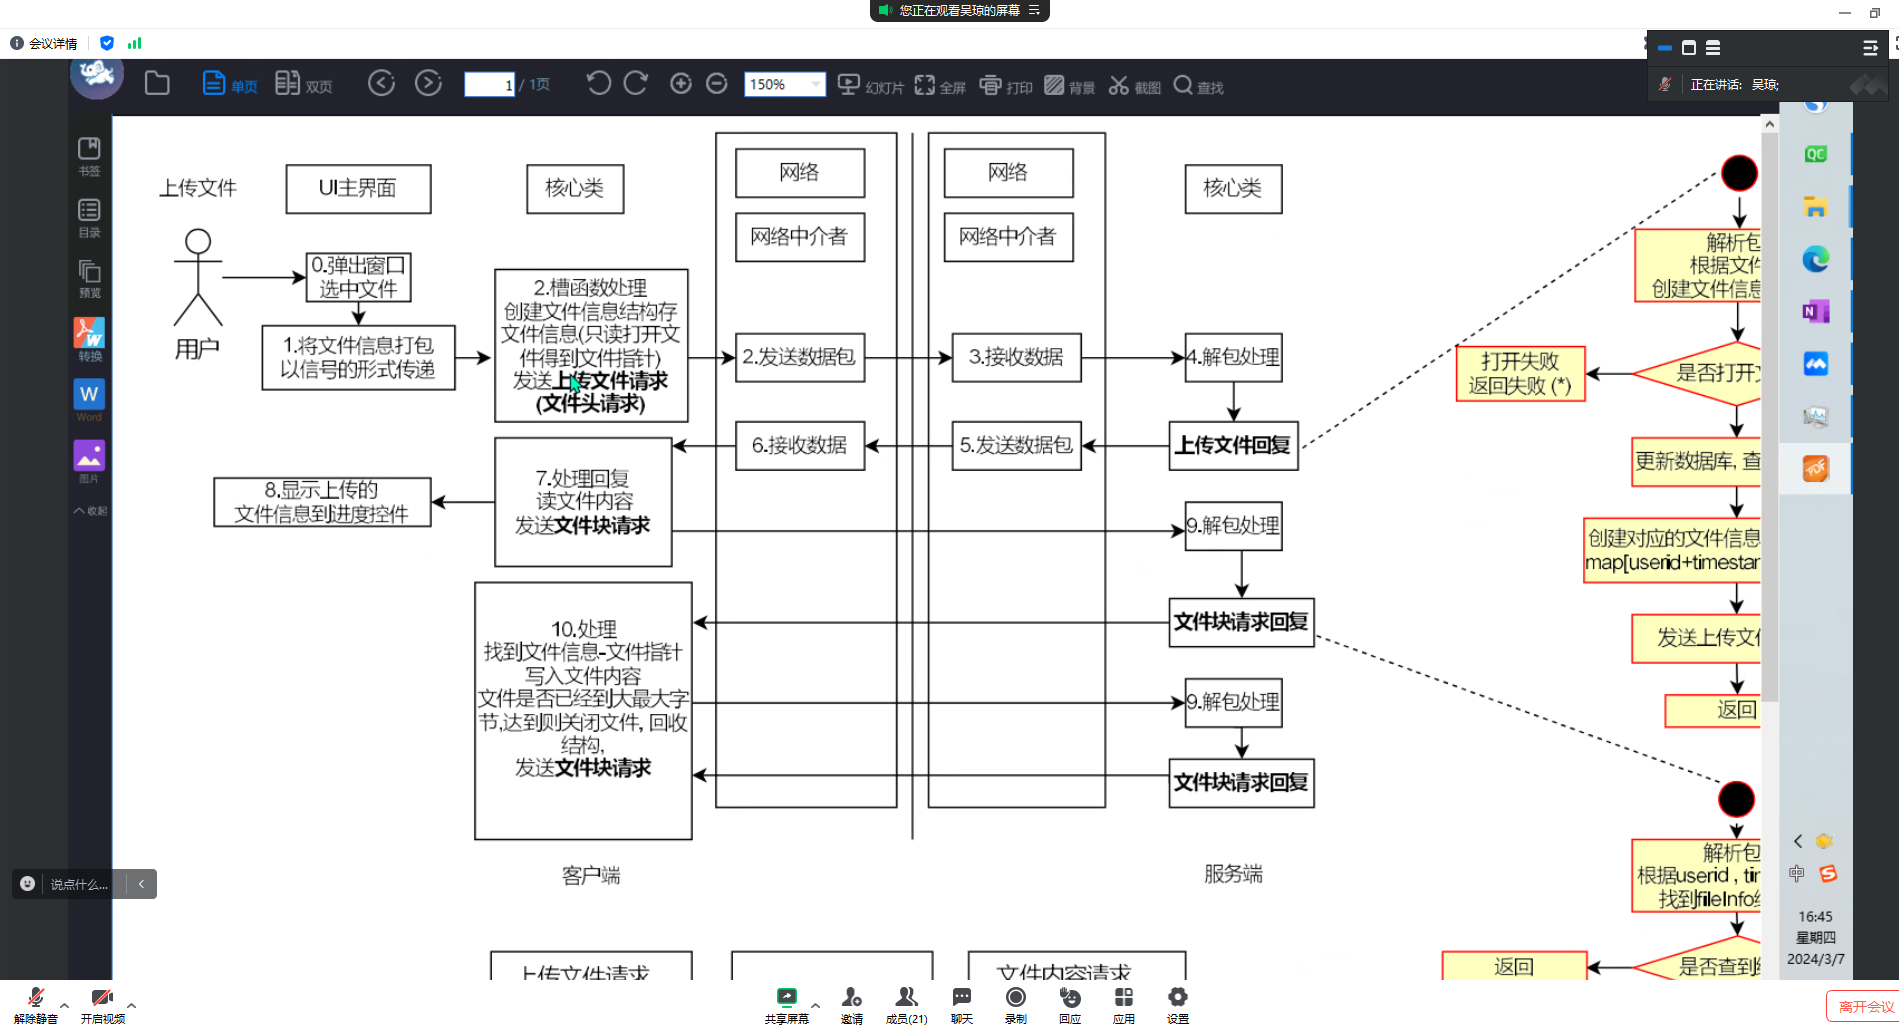 您正在观看吴琼的屏幕
会议详情
单页
双页
1
/ 1页
150%
幻灯片
全屏
打印
背景
截图
查找
正在讲话: 吴琼;
书签
目录
预览
转换
W
Word
图片
收起
QC
N
PDF
上传文件
UI主界面
核心类
网络
网络中介者
网络
网络中介者
核心类
用户
0.弹出窗口
选中文件
1.将文件信息打包
以信号的形式传递
2.槽函数处理
创建文件信息结构存
文件信息(只读打开文
件得到文件指针)
发送上传文件请求
(文件头请求)
2.发送数据包
3.接收数据
4.解包处理
上传文件回复
5.发送数据包
6.接收数据
7.处理回复
读文件内容
发送文件块请求
8.显示上传的
文件信息到进度控件
9.解包处理
文件块请求回复
10.处理
找到文件信息-文件指针
写入文件内容
文件是否已经到大最大字
节,达到则关闭文件, 回收
结构,
发送文件块请求
9.解包处理
文件块请求回复
客户端
服务端
上传文件请求
文件内容请求
解析包
根据文件
创建文件信息
打开失败
返回失败 (*)
是否打开
更新数据库, 查
创建对应的文件信息
map[userid+timestar
发送上传文
返回
解析包
根据userid , tir
找到fileInfo
返回
是否查到
说点什么...
中
16:45
星期四
2024/3/7
解除静音
开启视频
共享屏幕
邀请
成员(21)
聊天
录制
回应
应用
设置
离开会议